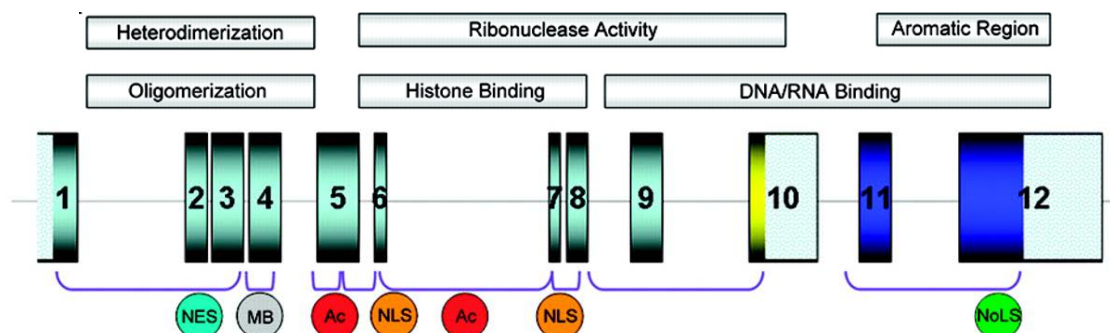 Heterodimerization Ribonuclease Activity Aromatic Region
Oligomerization Histone Binding DNA/RNA Binding
1 2 3 4 5 6 7 8 9 10 11 12
NES MB Ac NLS Ac NLS NoLS